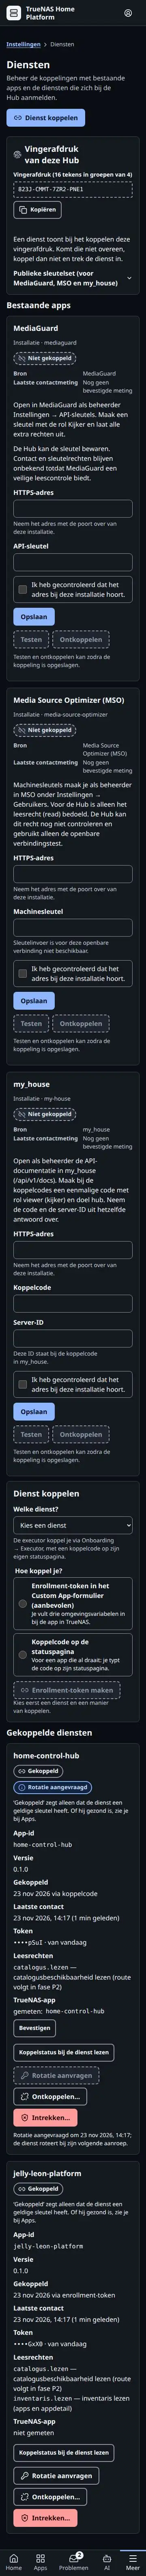 TrueNAS Home
Platform
Instellingen > Diensten
Diensten
Beheer de koppelingen met bestaande
apps en de diensten die zich bij de
Hub aanmelden.
Dienst koppelen
Vingerafdruk
van deze Hub
Vingerafdruk (16 tekens in groepen van 4)
Kopiëren
Een dienst toont bij het koppelen deze
vingerafdruk. Komt die niet overeen,
koppel dan niet en trek de dienst in.
Publieke sleutelset (voor
MediaGuard, MSO en my_house)
Bestaande apps
MediaGuard
Installatie · mediaguard
Niet gekoppeld
Bron MediaGuard
Laatste contactmeting Nog geen
bevestigde meting
Open in MediaGuard als beheerder
Instellingen → API-sleutels. Maak een
sleutel met de rol Kijker en laat alle
extra rechten uit.
De Hub kan de sleutel bewaren.
Contact en sleutelrechten blijven
onbekend totdat MediaGuard een
veilige leescontrole biedt.
HTTPS-adres
Neem het adres met de poort over van
deze installatie.
API-sleutel
Ik heb gecontroleerd dat het
adres bij deze installatie hoort.
Opslaan
Testen
Ontkoppelen
Testen en ontkoppelen kan zodra de
koppeling is opgeslagen.
Media Source Optimizer (MSO)
Installatie · media-source-optimizer
Niet gekoppeld
Bron Media Source
Optimizer (MSO)
Laatste contactmeting Nog geen
bevestigde meting
Machinesleutels maak je als beheerder
in MSO onder Instellingen →
Gebruikers. Voor de Hub is alleen het
leesrecht (read) bedoeld. De Hub kan
dit recht nog niet controleren en
gebruikt alleen de openbare
verbindingstest.
HTTPS-adres
Neem het adres met de poort over van
deze installatie.
Machinesleutel
Sleutelinvoer is voor deze openbare
verbinding niet beschikbaar.
Ik heb gecontroleerd dat het
adres bij deze installatie hoort.
Opslaan
Testen
Ontkoppelen
Testen en ontkoppelen kan zodra de
koppeling is opgeslagen.
my_house
Installatie · my-house
Niet gekoppeld
Bron my_house
Laatste contactmeting Nog geen
bevestigde meting
Open als beheerder de API-
documentatie in my_house
(/api/v1/docs). Maak bij de
koppelcodes een eenmalige code met
rol viewer (kijker) en doel hub. Neem
de code en de server-ID uit hetzelfde
antwoord over.
HTTPS-adres
Neem het adres met de poort over van
deze installatie.
Koppelcode
Server-ID
Deze ID staat bij de koppelcode
in my_house.
Ik heb gecontroleerd dat het
adres bij deze installatie hoort.
Opslaan
Testen
Ontkoppelen
Testen en ontkoppelen kan zodra de
koppeling is opgeslagen.
Dienst koppelen
Welke dienst?
Kies een dienst
De executor koppel je via Onboarding
→ Executor, met een koppelcode op zijn
eigen statuspagina.
Hoe koppel je?
Enrollment-token in het
Custom App-formulier
(aanbevolen)
Je vult drie omgevingsvariabelen in
bij de app in TrueNAS.
Koppelcode op de
statuspagina
Voor een app die al draait: je typt
de code op zijn statuspagina.
Enrollment-token maken
Kies eerst een dienst en een manier
van koppelen.
Gekoppelde diensten
home-control-hub
Gekoppeld
Rotatie aangevraagd
'Gekoppeld' zegt alleen dat de dienst een
geldige sleutel heeft. Of hij gezond is, zie je
bij Apps.
App-id
home-control-hub
Versie
0.1.0
Gekoppeld
23 nov 2026 via koppelcode
Laatste contact
23 nov 2026, 14:17 (1 min geleden)
Token
••••pSuI · van vandaag
Leesrechten
catalogus.lezen —
catalogusbeschikbaarheid lezen (route
volgt in fase P2)
TrueNAS-app
gemeten: home-control-hub
Bevestigen
Koppelstatus bij de dienst lezen
Rotatie aanvragen
Ontkoppelen...
Intrekken...
Rotatie aangevraagd om 23 nov 2026, 14:17;
de dienst roteert bij zijn volgende aanroep.
jelly-leon-platform
Gekoppeld
'Gekoppeld' zegt alleen dat de dienst een
geldige sleutel heeft. Of hij gezond is, zie je
bij Apps.
App-id
jelly-leon-platform
Versie
0.1.0
Gekoppeld
23 nov 2026 via enrollment-token
Laatste contact
23 nov 2026, 14:17 (1 min geleden)
Token
••••GxX0 · van vandaag
Leesrechten
catalogus.lezen —
catalogusbeschikbaarheid lezen (route
volgt in fase P2)
inventaris.lezen — inventaris lezen
(apps en appdetail)
TrueNAS-app
niet gemeten
Koppelstatus bij de dienst lezen
Rotatie aanvragen
Ontkoppelen...
Intrekken...
Home
Apps
2
Problemen
AI
Meer